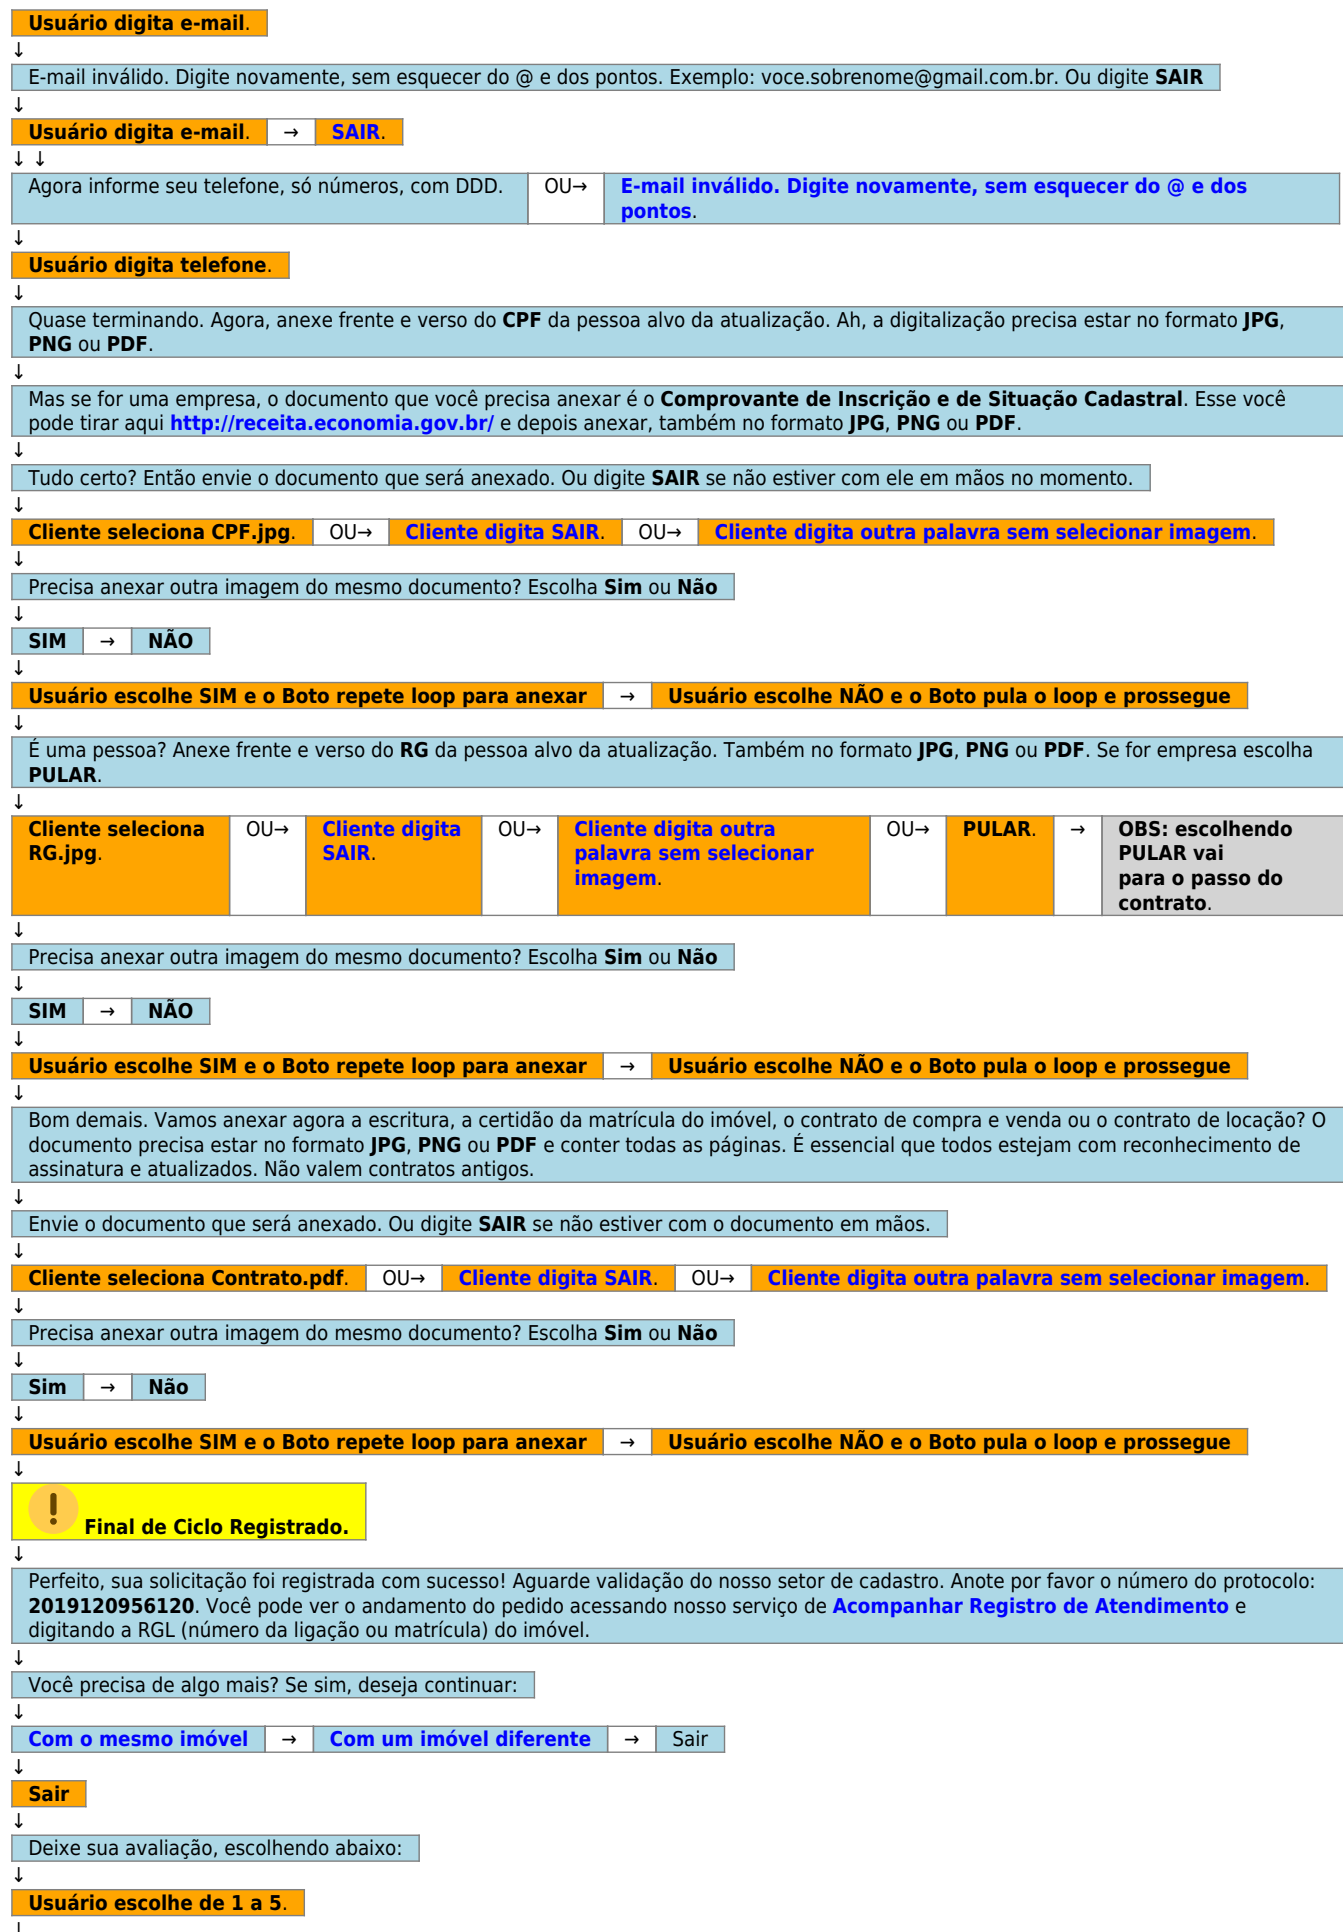 Usuário digita e-mail.
↓
E-mail inválido. Digite novamente, sem esquecer do @ e dos pontos. Exemplo: voce.sobrenome@gmail.com.br. Ou digite SAIR
↓
Usuário digita e-mail. → SAIR.
↓ ↓
Agora informe seu telefone, só números, com DDD. OU→ E-mail inválido. Digite novamente, sem esquecer do @ e dos
pontos.
↓
Usuário digita telefone.
↓
Quase terminando. Agora, anexe frente e verso do CPF da pessoa alvo da atualização. Ah, a digitalização precisa estar no formato JPG,
PNG ou PDF.
↓
Mas se for uma empresa, o documento que você precisa anexar é o Comprovante de Inscrição e de Situação Cadastral. Esse você
pode tirar aqui http://receita.economia.gov.br/ e depois anexar, também no formato JPG, PNG ou PDF.
↓
Tudo certo? Então envie o documento que será anexado. Ou digite SAIR se não estiver com ele em mãos no momento.
↓
Cliente seleciona CPF.jpg. OU→ Cliente digita SAIR. OU→ Cliente digita outra palavra sem selecionar imagem.
↓
Precisa anexar outra imagem do mesmo documento? Escolha Sim ou Não
↓
SIM → NÃO
↓
Usuário escolhe SIM e o Boto repete loop para anexar → Usuário escolhe NÃO e o Boto pula o loop e prossegue
↓
É uma pessoa? Anexe frente e verso do RG da pessoa alvo da atualização. Também no formato JPG, PNG ou PDF. Se for empresa escolha
PULAR.
↓
Cliente seleciona OU→ Cliente digita OU→ Cliente digita outra OU→ PULAR. → OBS: escolhendo
RG.jpg. SAIR. palavra sem selecionar PULAR vai
imagem. para o passo do
contrato.
↓
Precisa anexar outra imagem do mesmo documento? Escolha Sim ou Não
↓
SIM → NÃO
↓
Usuário escolhe SIM e o Boto repete loop para anexar → Usuário escolhe NÃO e o Boto pula o loop e prossegue
↓
Bom demais. Vamos anexar agora a escritura, a certidão da matrícula do imóvel, o contrato de compra e venda ou o contrato de locação? O
documento precisa estar no formato JPG, PNG ou PDF e conter todas as páginas. É essencial que todos estejam com reconhecimento de
assinatura e atualizados. Não valem contratos antigos.
↓
Envie o documento que será anexado. Ou digite SAIR se não estiver com o documento em mãos.
↓
Cliente seleciona Contrato.pdf. OU→ Cliente digita SAIR. OU→ Cliente digita outra palavra sem selecionar imagem.
↓
Precisa anexar outra imagem do mesmo documento? Escolha Sim ou Não
↓
Sim → Não
↓
Usuário escolhe SIM e o Boto repete loop para anexar → Usuário escolhe NÃO e o Boto pula o loop e prossegue
↓
Final de Ciclo Registrado.
↓
Perfeito, sua solicitação foi registrada com sucesso! Aguarde validação do nosso setor de cadastro. Anote por favor o número do protocolo:
2019120956120. Você pode ver o andamento do pedido acessando nosso serviço de Acompanhar Registro de Atendimento e
digitando a RGL (número da ligação ou matrícula) do imóvel.
↓
Você precisa de algo mais? Se sim, deseja continuar:
↓
Com o mesmo imóvel → Com um imóvel diferente → Sair
↓
Sair
↓
Deixe sua avaliação, escolhendo abaixo:
↓
Usuário escolhe de 1 a 5.
↓